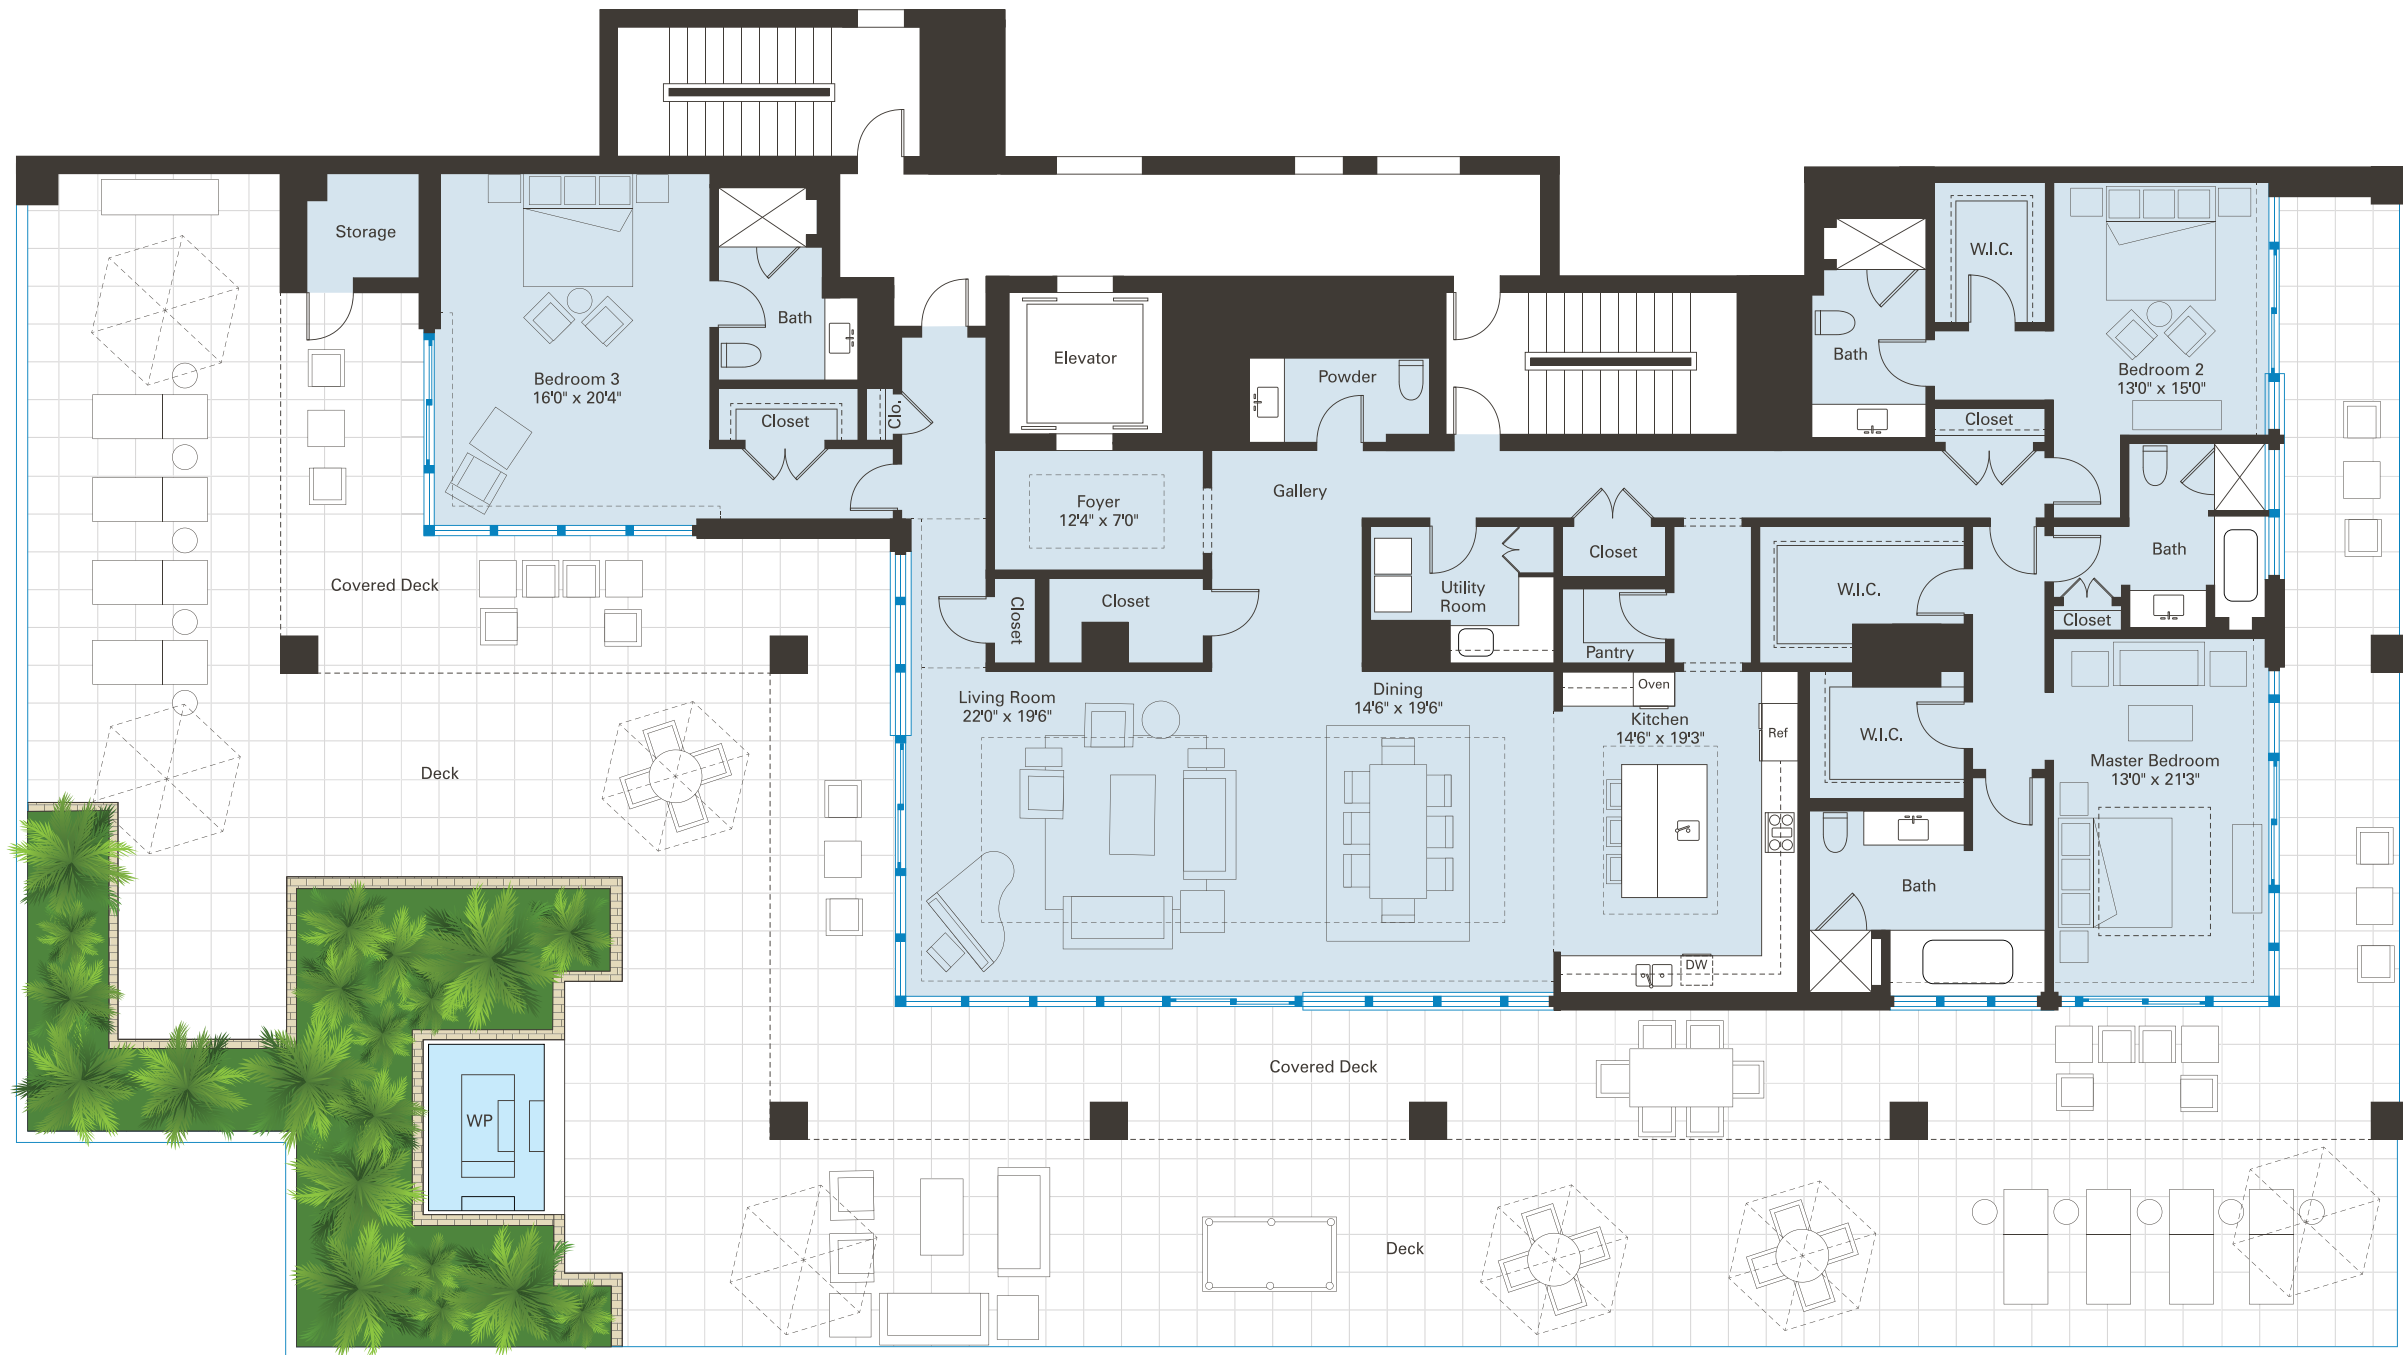 Storage
Bedroom 3
16'0" x 20'4"
Bath
Closet
Clo.
Elevator
Powder
Bath
W.I.C.
Bedroom 2
13'0" x 15'0"
Closet
Foyer
12'4" x 7'0"
Gallery
Closet
Utility
Room
Closet
Closet
Pantry
W.I.C.
Bath
Closet
Covered Deck
Living Room
22'0" x 19'6"
Dining
14'6" x 19'6"
Oven
Kitchen
14'6" x 19'3"
Ref
W.I.C.
Master Bedroom
13'0" x 21'3"
Deck
Bath
DW
Covered Deck
WP
Deck